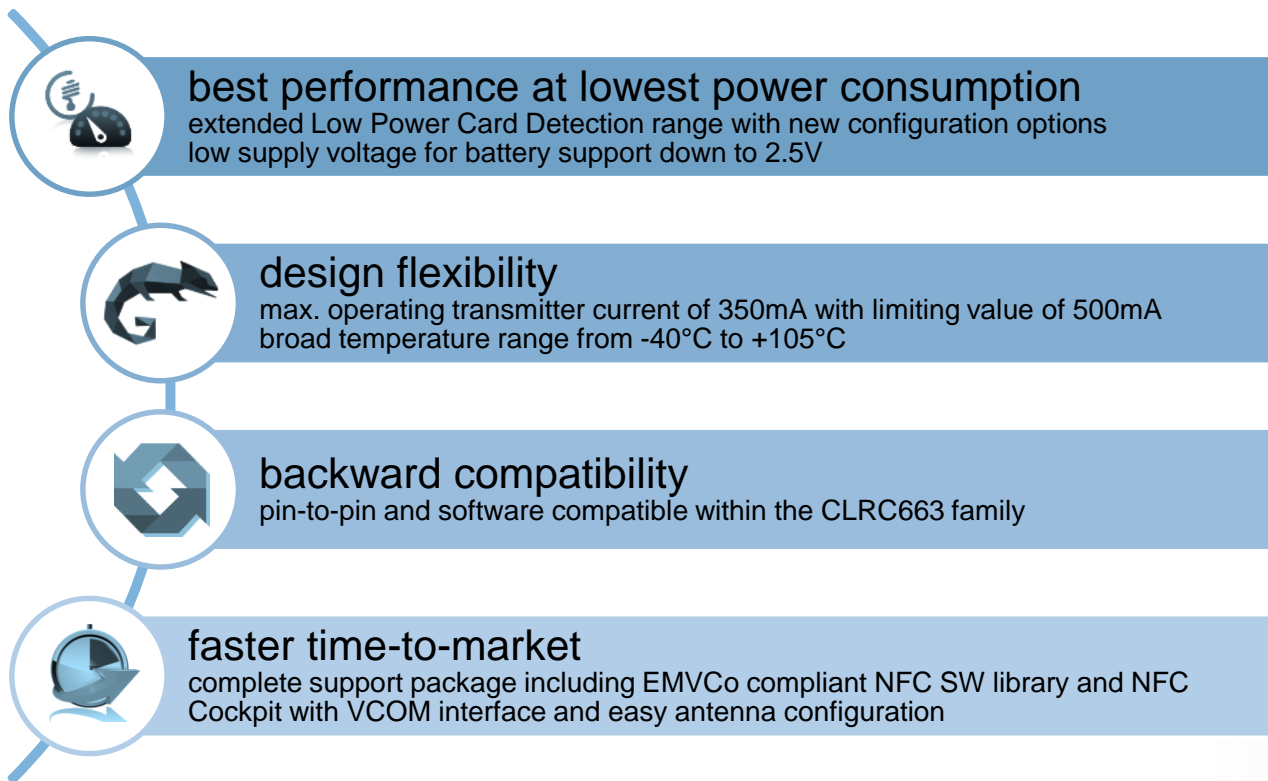 best performance at lowest power consumption
extended Low Power Card Detection range with new configuration options
low supply voltage for battery support down to 2.5V
design flexibility
max. operating transmitter current of 350mA with limiting value of 500mA
broad temperature range from -40°C to +105°C
backward compatibility
pin-to-pin and software compatible within the CLRC663 family
faster time-to-market
complete support package including EMVCo compliant NFC SW library and NFC
Cockpit with VCOM interface and easy antenna configuration